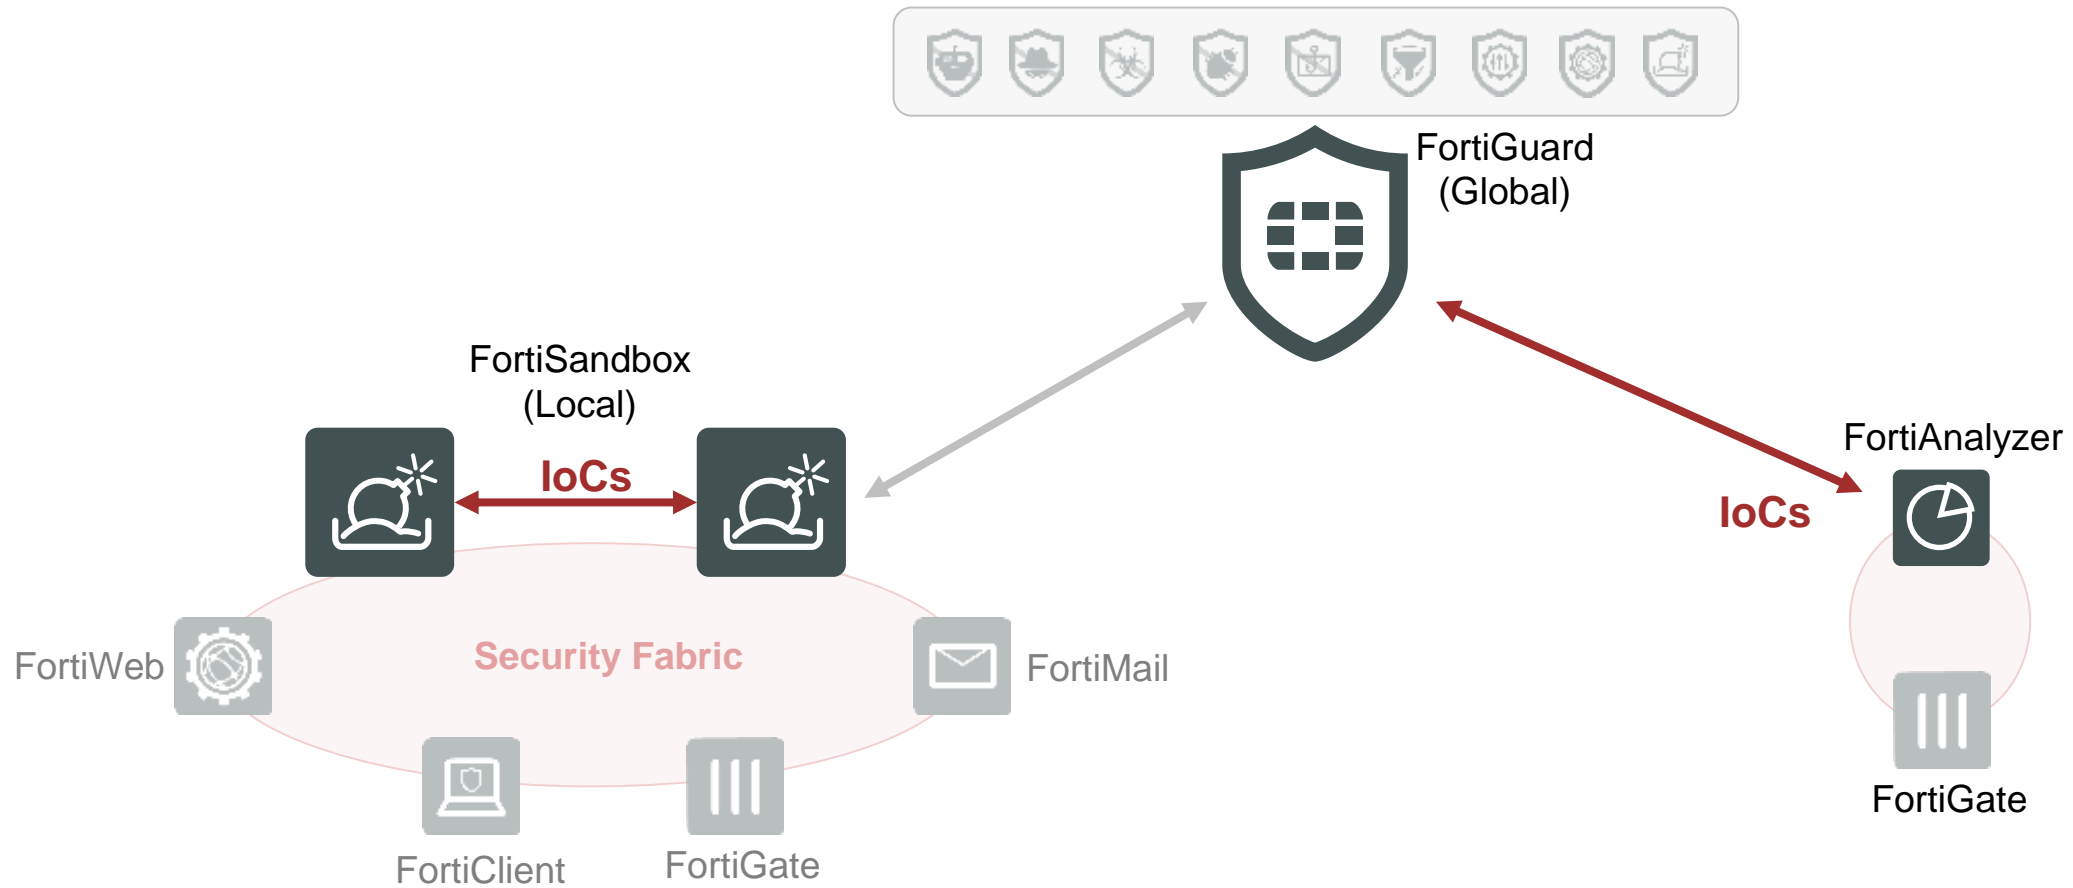 FortiGuard
(Global)
FortiSandbox
(Local)
IoCs
FortiAnalyzer
IoCs
Security Fabric
FortiWeb
FortiMail
FortiClient
FortiGate
FortiGate